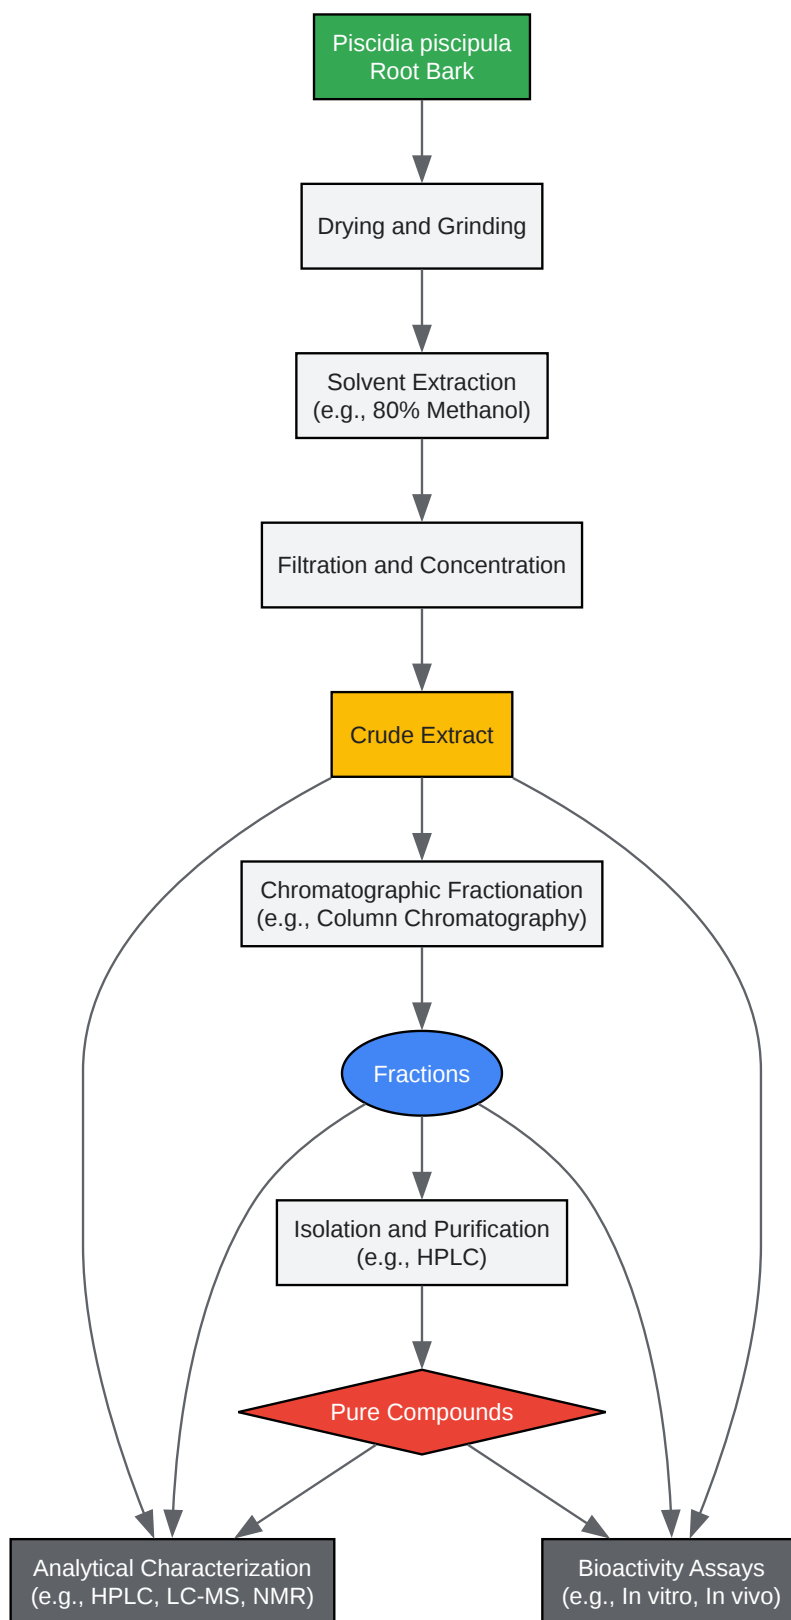 Piscidia piscipula
Root Bark
Drying and Grinding
Solvent Extraction
(e.g., 80% Methanol)
Filtration and Concentration
Crude Extract
Chromatographic Fractionation
(e.g., Column Chromatography)
Fractions
Isolation and Purification
(e.g., HPLC)
Pure Compounds
Analytical Characterization
(e.g., HPLC, LC-MS, NMR)
Bioactivity Assays
(e.g., In vitro, In vivo)